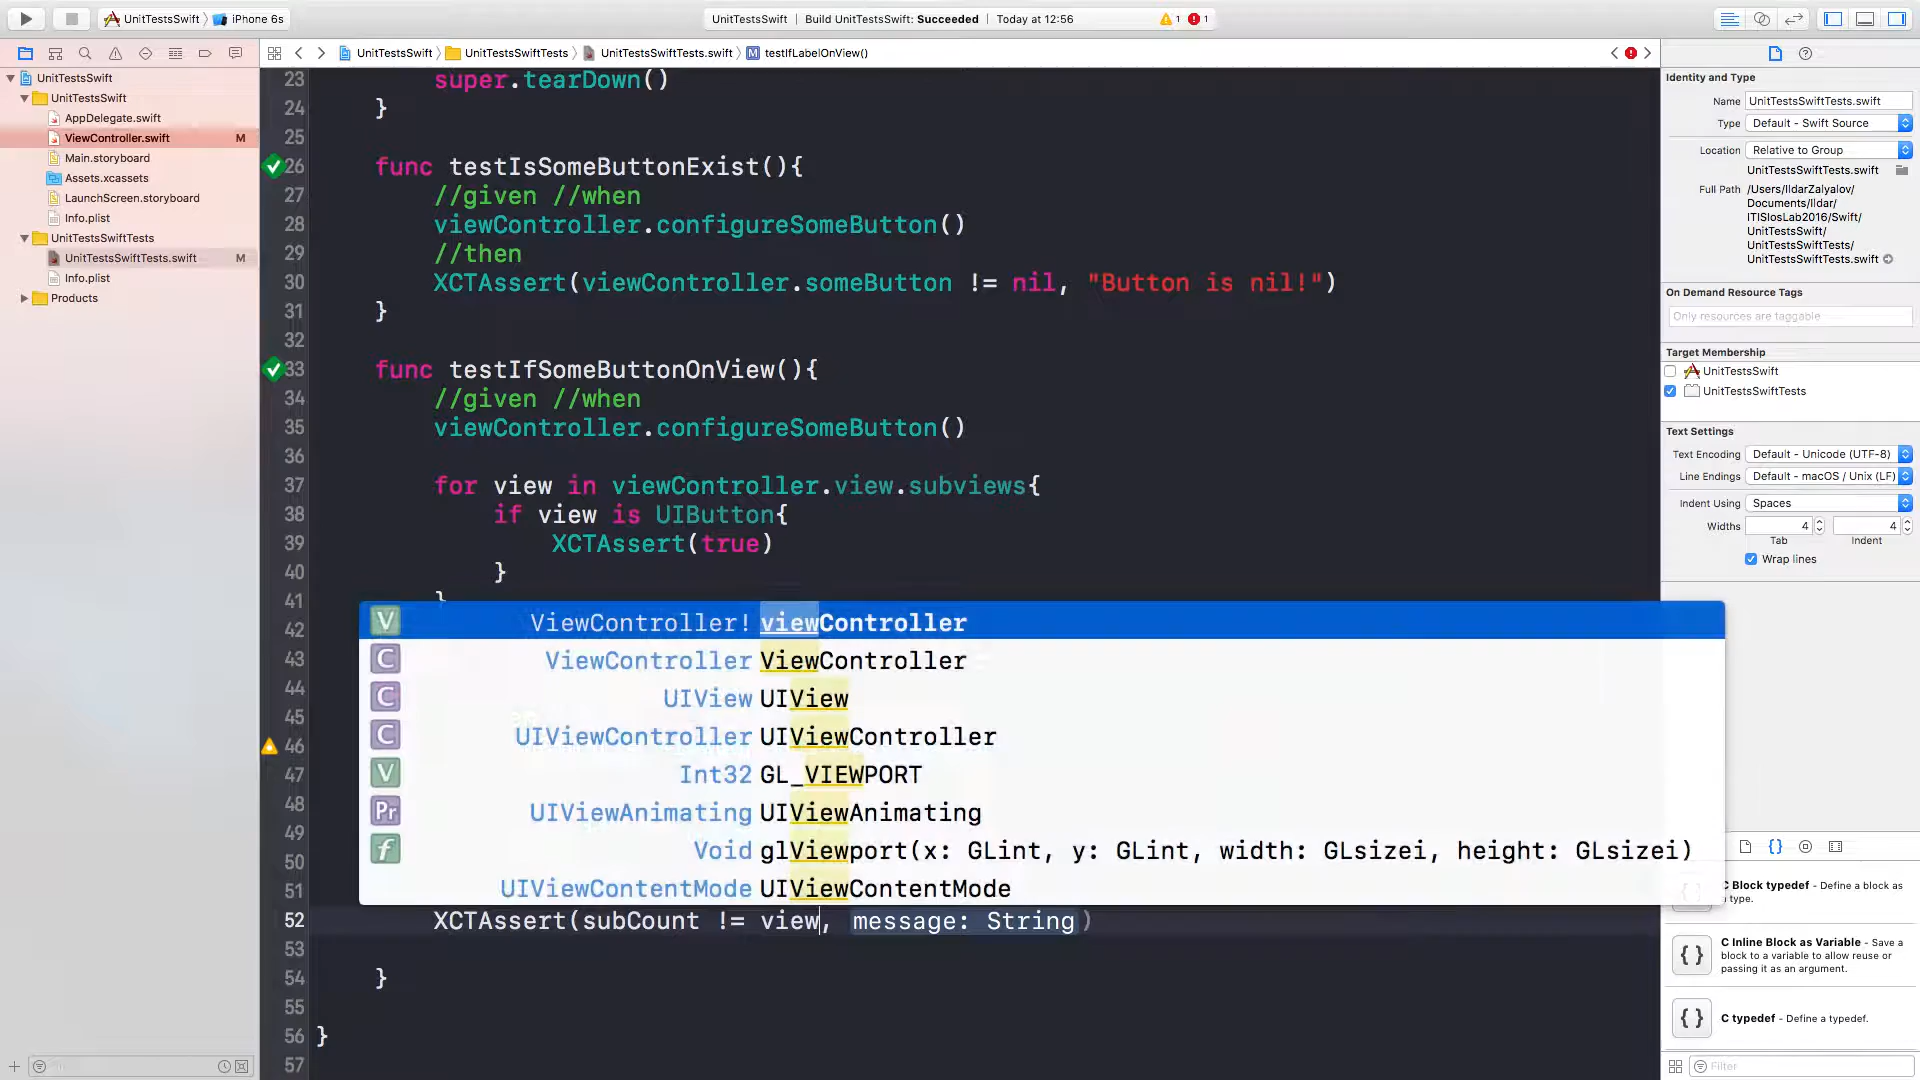 UnitTestsSwift iPhone 6s
UnitTestsSwift Build UnitTestsSwift: Succeeded Today at 12:56 1 1
UnitTestsSwift UnitTestsSwiftTests UnitTestsSwiftTests.swift M testIfLabelOnView()
UnitTestsSwift
UnitTestsSwift
AppDelegate.swift
ViewController.swift M
Main.storyboard
Assets.xcassets
LaunchScreen.storyboard
Info.plist
UnitTestsSwiftTests
UnitTestsSwiftTests.swift M
Info.plist
Products
23 super.tearDown()
24 }
25
26 func testIsSomeButtonExist(){
27 //given //when
28 viewController.configureSomeButton()
29 //then
30 XCTAssert(viewController.someButton != nil, "Button is nil!")
31 }
32
33 func testIfSomeButtonOnView(){
34 //given //when
35 viewController.configureSomeButton()
36
37 for view in viewController.view.subviews{
38 if view is UIButton{
39 XCTAssert(true)
40 }
41 }
42
43
44
45
46
47
48
49
50
51
V ViewController! viewController
C ViewController ViewController
C UIView UIView
C UIViewController UIViewController
V Int32 GL_VIEWPORT
Pr UIViewAnimating UIViewAnimating
f Void glViewport(x: GLint, y: GLint, width: GLsizei, height: GLsizei)
UIViewContentMode UIViewContentMode
52 XCTAssert(subCount != view, message: String)
53
54 }
55
56 }
57
Identity and Type
Name UnitTestsSwiftTests.swift
Type Default - Swift Source
Location Relative to Group
UnitTestsSwiftTests.swift
Full Path /Users/IldarZalyalov/
Documents/Ildar/
ITISIosLab2016/Swift/
UnitTestsSwift/
UnitTestsSwiftTests/
UnitTestsSwiftTests.swift
On Demand Resource Tags
Only resources are taggable
Target Membership
UnitTestsSwift
UnitTestsSwiftTests
Text Settings
Text Encoding Default - Unicode (UTF-8)
Line Endings Default - macOS / Unix (LF)
Indent Using Spaces
Widths 4 4
Tab Indent
Wrap lines
{}
C Block typedef - Define a block as
type.
{ } C Inline Block as Variable - Save a
block to a variable to allow reuse or
passing it as an argument.
{ } C typedef - Define a typedef.
Filter